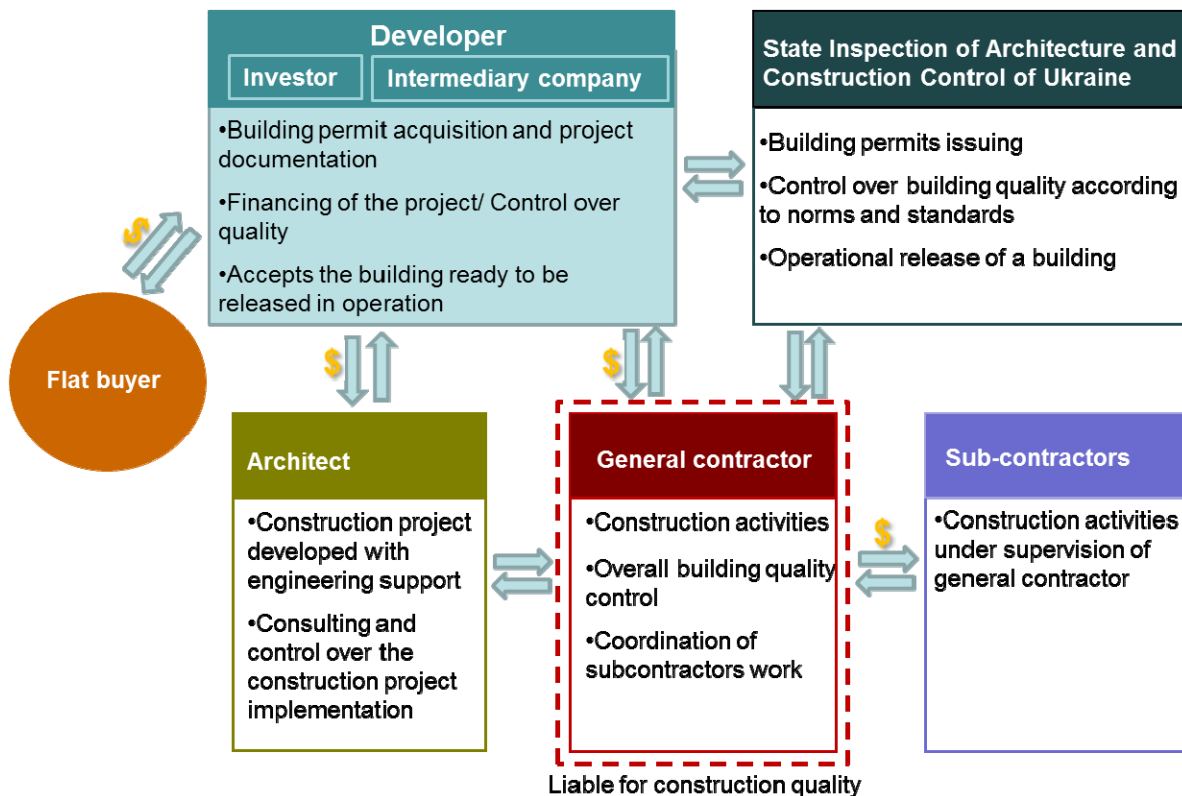 Developer
Investor
Intermediary company
•Building permit acquisition and project
documentation
•Financing of the project/ Control over
quality
•Accepts the building ready to be
released in operation
State Inspection of Architecture and
Construction Control of Ukraine
•Building permits issuing
•Control over building quality according
to norms and standards
•Operational release of a building
$
Flat buyer
$
$
Architect
•Construction project
developed with
engineering support
•Consulting and
control over the
construction project
implementation
General contractor
•Construction activities
•Overall building quality
control
•Coordination of
subcontractors work
$
Sub-contractors
•Construction activities
under supervision of
general contractor
Liable for construction quality